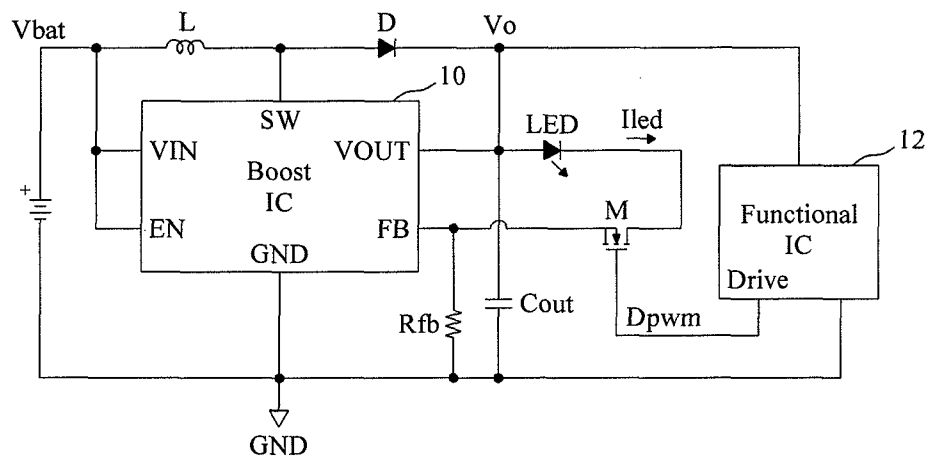 Vbat
L
D
Vo
10
SW
VIN
VOUT
Boost
IC
EN
FB
GND
LED
Iled
12
M
Functional
IC
Drive
Rfb
Cout
Dpwm
+
GND